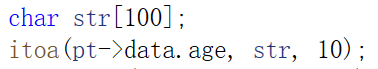 char str[100];
itoa(pt->data.age, str, 10);